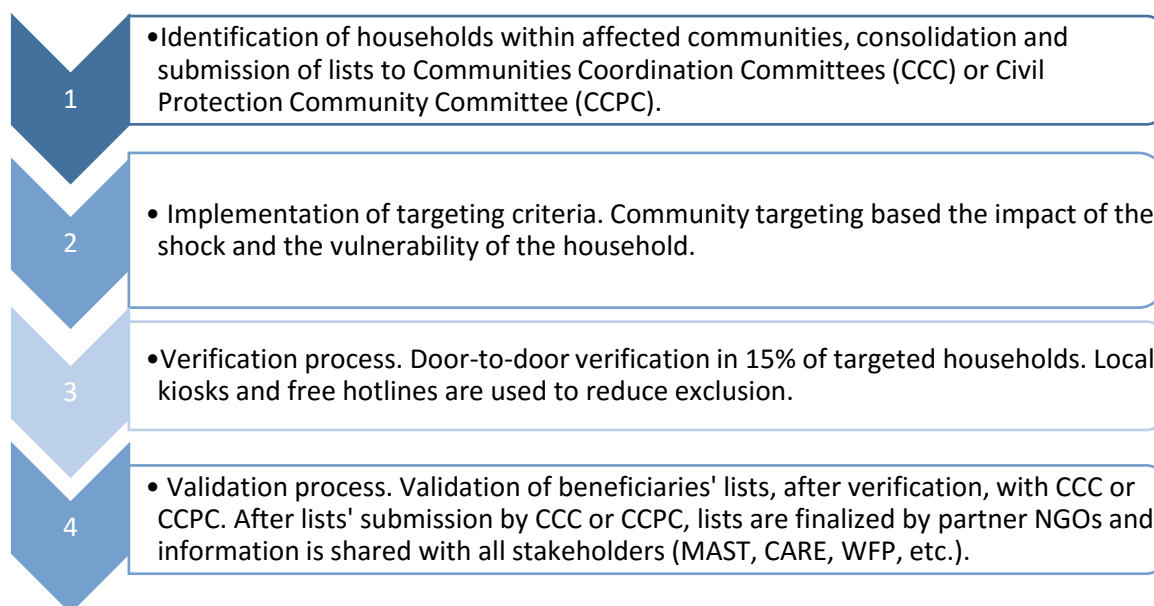 1
•Identification of households within affected communities, consolidation and
submission of lists to Communities Coordination Committees (CCC) or Civil
Protection Community Committee (CCPC).
2
• Implementation of targeting criteria. Community targeting based the impact of the
shock and the vulnerability of the household.
3
•Verification process. Door-to-door verification in 15% of targeted households. Local
kiosks and free hotlines are used to reduce exclusion.
4
• Validation process. Validation of beneficiaries' lists, after verification, with CCC or
CCPC. After lists' submission by CCC or CCPC, lists are finalized by partner NGOs and
information is shared with all stakeholders (MAST, CARE, WFP, etc.).